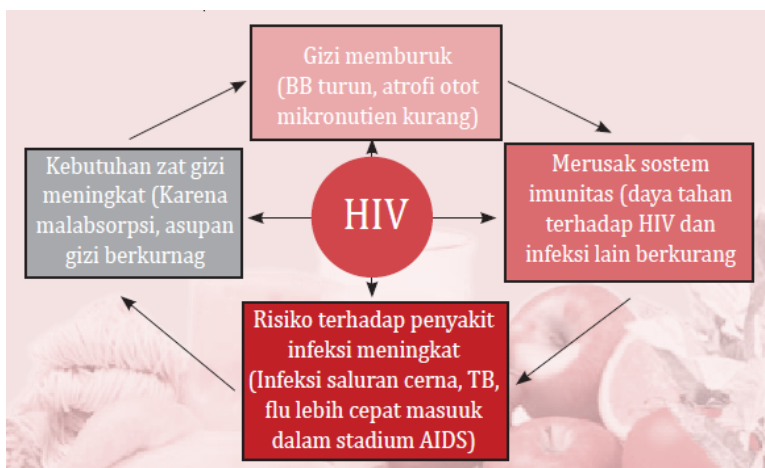 Gizi memburuk
(BB turun, atrofi otot
mikronutien kurang)
Kebutuhan zat gizi
meningkat (Karena
malabsorpsi, asupan
gizi berkurnag
HIV
Merusak sostem
imunitas (daya tahan
terhadap HIV dan
infeksi lain berkurang
Risiko terhadap penyakit
infeksi meningkat
(Infeksi saluran cerna, TB,
flu lebih cepat masuuk
dalam stadium AIDS)